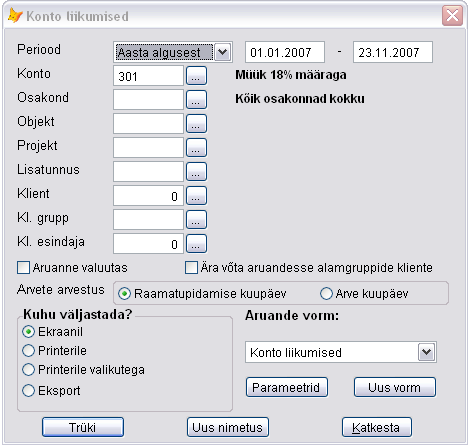 Konto liikumised
Periood Aasta algusest 01.01.2007 - 23.11.2007
Konto 301 ... Müük 18% määraga
Osakond ... Kõik osakonnad kokku
Objekt ...
Projekt ...
Lisatunnus ...
Klient 0 ...
Kl. grupp ...
Kl. esindaja 0 ...
Aruanne valuutas Ära võta aruandesse alamgruppide kliente
Arvete arvestus Raamatupidamise kuupäev Arve kuupäev
Kuhu väljastada?
Ekraanil
Printerile
Printerile valikutega
Eksport
Aruande vorm:
Konto liikumised
Parameetrid Uus vorm
Trüki Uus nimetus Katkesta